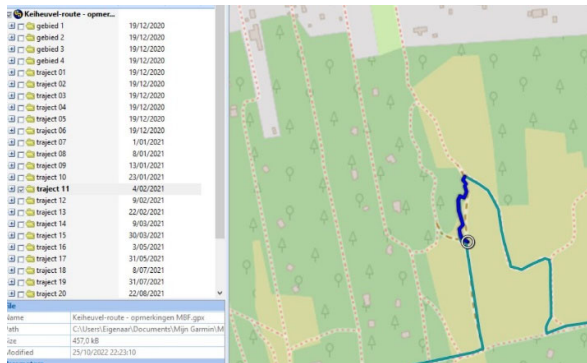 Keiheuvel-route - opmer...
gebied 1 19/12/2020
gebied 2 19/12/2020
gebied 3 19/12/2020
gebied 4 19/12/2020
traject 01 19/12/2020
traject 02 19/12/2020
traject 03 19/12/2020
traject 04 19/12/2020
traject 05 19/12/2020
traject 06 19/12/2020
traject 07 1/01/2021
traject 08 8/01/2021
traject 09 13/01/2021
traject 10 23/01/2021
traject 11 4/02/2021
traject 12 9/02/2021
traject 13 22/02/2021
traject 14 9/03/2021
traject 15 30/03/2021
traject 16 3/05/2021
traject 17 31/05/2021
traject 18 8/07/2021
traject 19 31/07/2021
traject 20 22/08/2021
File
Name Keiheuvel-route - opmerkingen MBF.gpx
Path C:\Users\Eigenaar\Documents\Mijn Garmin\M
Size 457,0 kB
Modified 25/10/2022 22:23:10